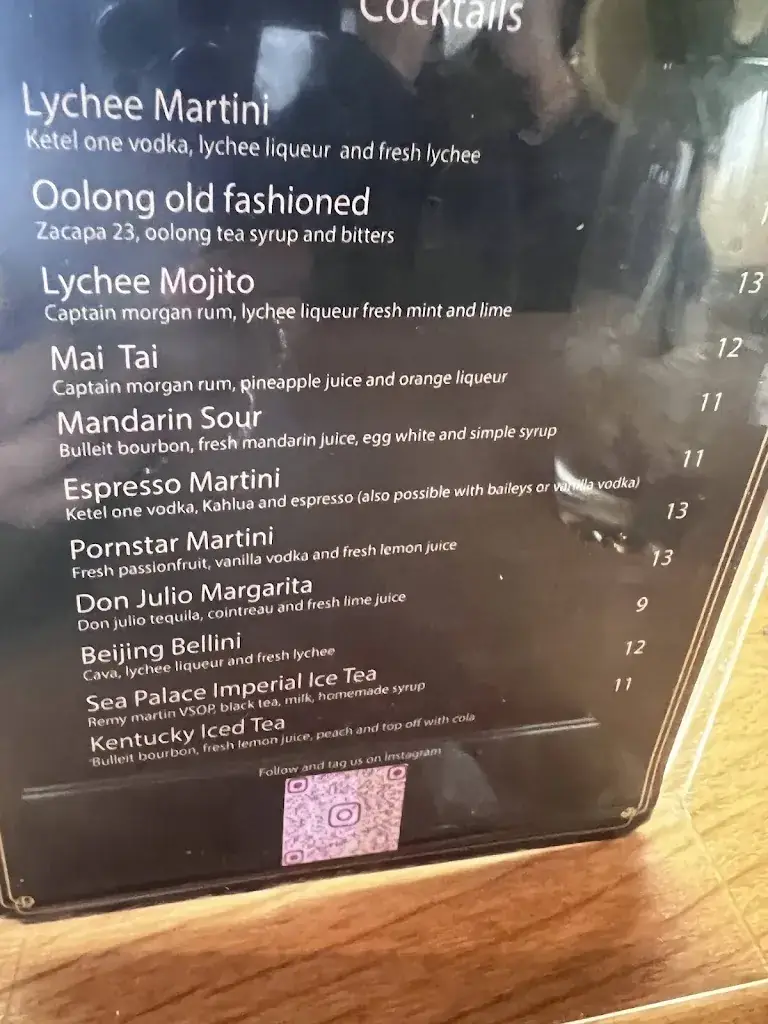 Cocktails
Lychee Martini
Ketel one vodka, lychee liqueur and fresh lychee
Oolong old fashioned
Zacapa 23, oolong tea syrup and bitters
Lychee Mojito 13
Captain morgan rum, lychee liqueur fresh mint and lime
Mai Tai 12
Captain morgan rum, pineapple juice and orange liqueur
Mandarin Sour 11
Bulleit bourbon, fresh mandarin juice, egg white and simple syrup
Espresso Martini 11
Ketel one vodka, Kahlua and espresso (also possible with baileys or vanilla vodka)
Pornstar Martini 13
Fresh passionfruit, vanilla vodka and fresh lemon juice
Don Julio Margarita 13
Don julio tequila, cointreau and fresh lime juice
Beijing Bellini 9
Cava, lychee liqueur and fresh lychee
Sea Palace Imperial Ice Tea 12
Remy martin VSOP, black tea, milk, homemade syrup
Kentucky Iced Tea 11
Bulleit bourbon, fresh lemon juice, peach and top off with cola
Follow and tag us on instagram